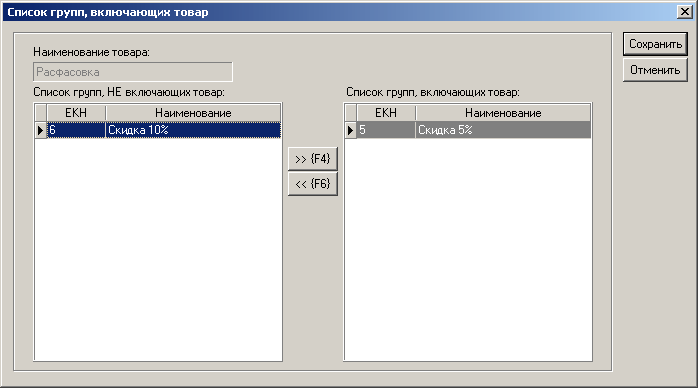 Список групп, включающих товар
Сохранить
Отменить
Наименование товара:
Расфасовка
Список групп, НЕ включающих товар:
ЕКН Наименование
6 Скидка 10%
>> {F4}
<< {F6}
Список групп, включающих товар:
ЕКН Наименование
5 Скидка 5%